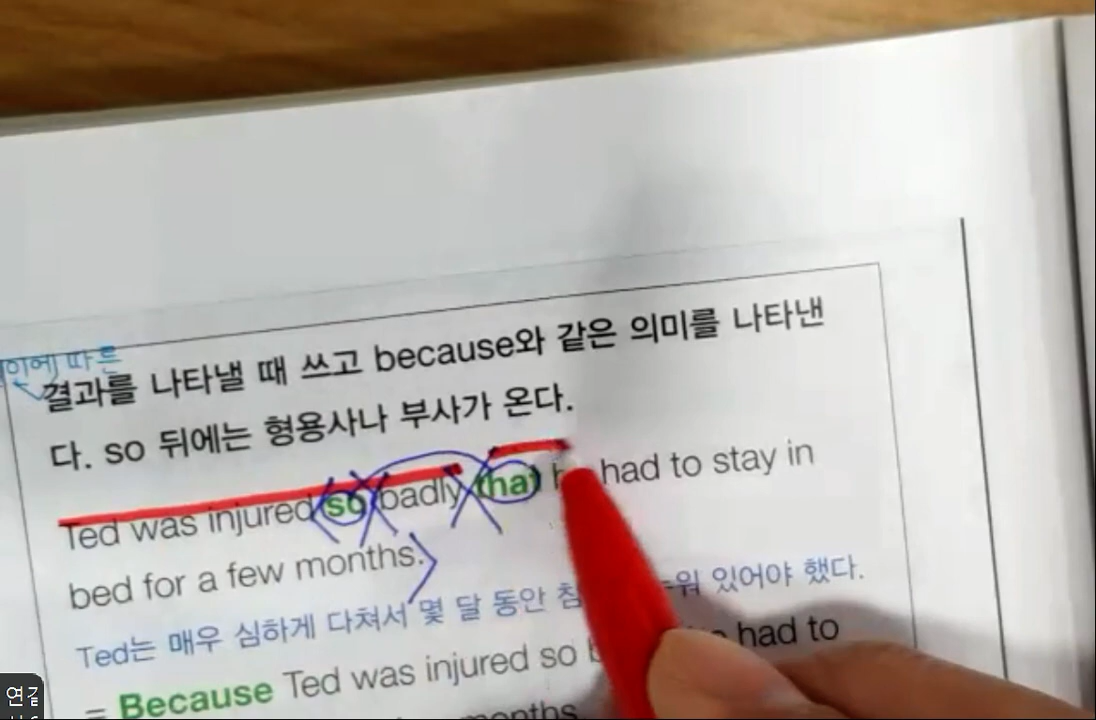 따른
결과를 나타낼 때 쓰고 because와 같은 의미를 나타낸
다. so 뒤에는 형용사나 부사가 온다.
Ted was injured so badly that had to stay in
bed for a few months.
Ted는 매우 심하게 다쳐서 몇 달 동안 있어야 했다.
= Because Ted was injured so had to
months.
연결